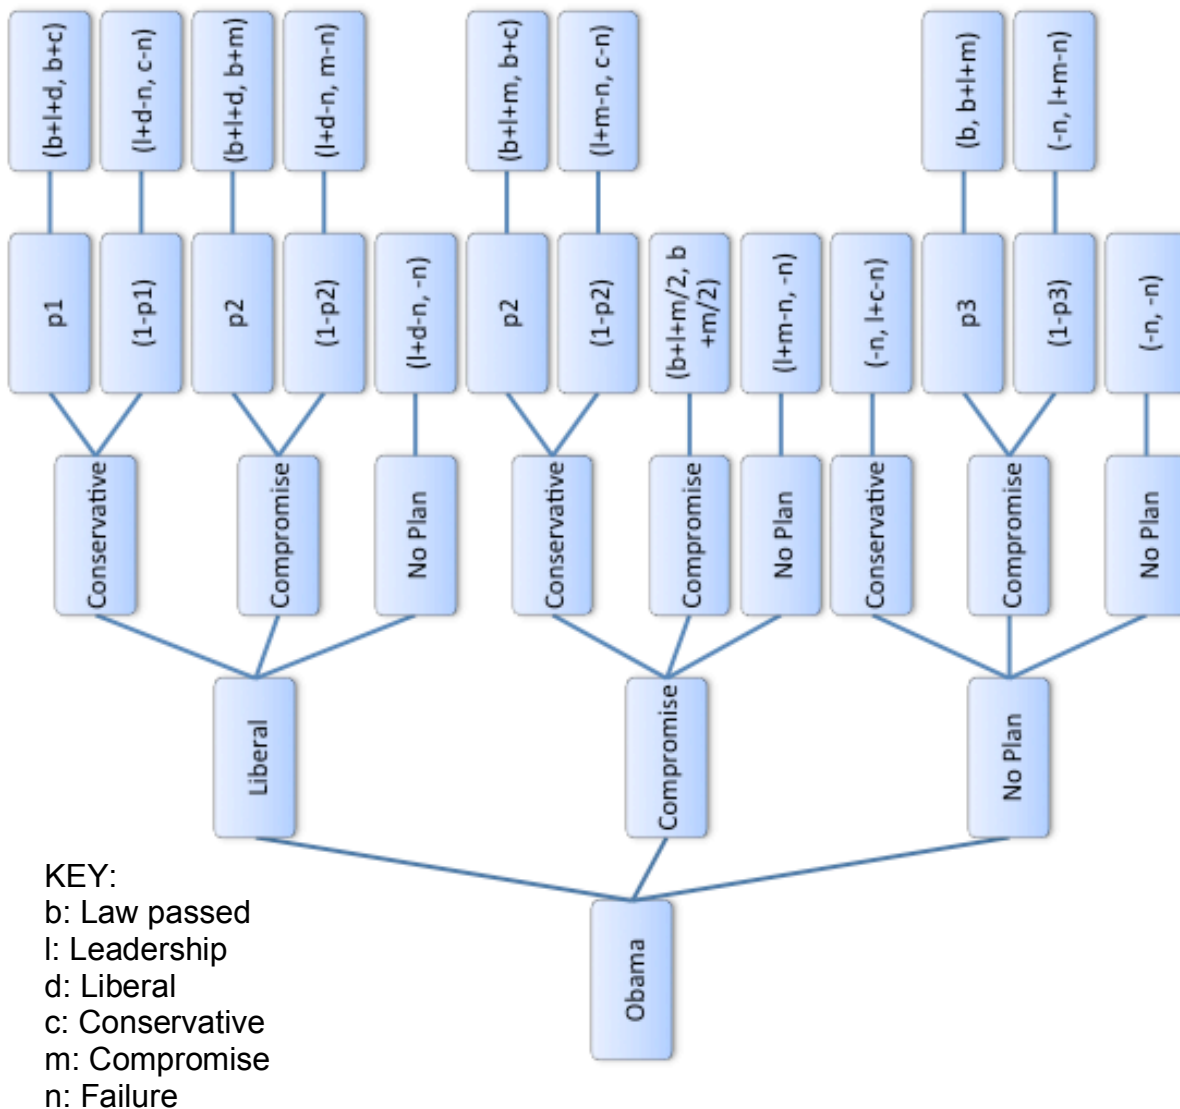 (b+l+d, b+c)
(l+d-n, c-n)
(b+l+d, b+m)
(l+d-n, m-n)
(b+l+m, b+c)
(l+m-n, c-n)
(b, b+l+m)
(-n, l+m-n)
p1
(1-p1)
p2
(1-p2)
(l+d-n, -n)
p2
(1-p2)
(b+l+m/2, b
+m/2)
(l+m-n, -n)
(-n, l+c-n)
p3
(1-p3)
(-n, -n)
Conservative
Compromise
No Plan
Conservative
Compromise
No Plan
Conservative
Compromise
No Plan
Liberal
Compromise
No Plan
Obama
KEY:
b: Law passed
l: Leadership
d: Liberal
c: Conservative
m: Compromise
n: Failure